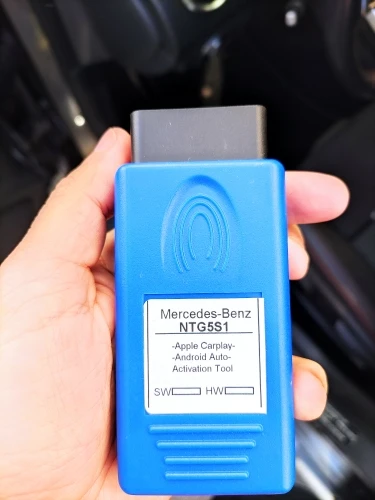 Mercedes-Benz
NTG5S1
-Apple Carplay-
-Android Auto-
Activation Tool
SW HW